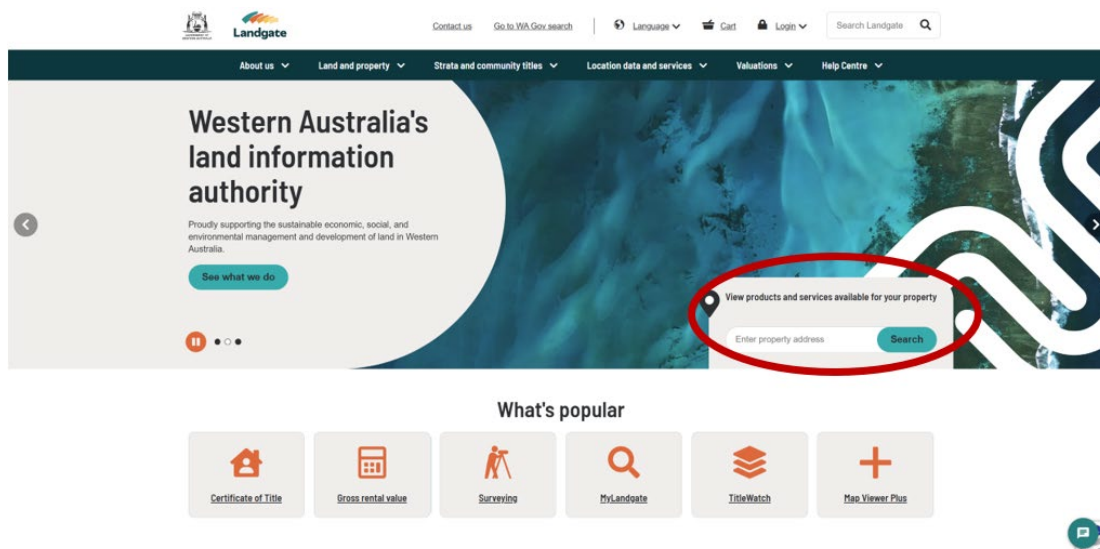 GOVERNMENT OF
WESTERN AUSTRALIA
Landgate
Contact us Go to WA Gov search Language Cart Login Search Landgate
About us Land and property Strata and community titles Location data and services Valuations Help Centre
Western Australia's
land information
authority
Proudly supporting the sustainable economic, social, and
environmental management and development of land in Western
Australia.
See what we do
View products and services available for your property
Enter property address Search
What's popular
Certificate of Title Gross rental value Surveying MyLandgate TitleWatch Map Viewer Plus